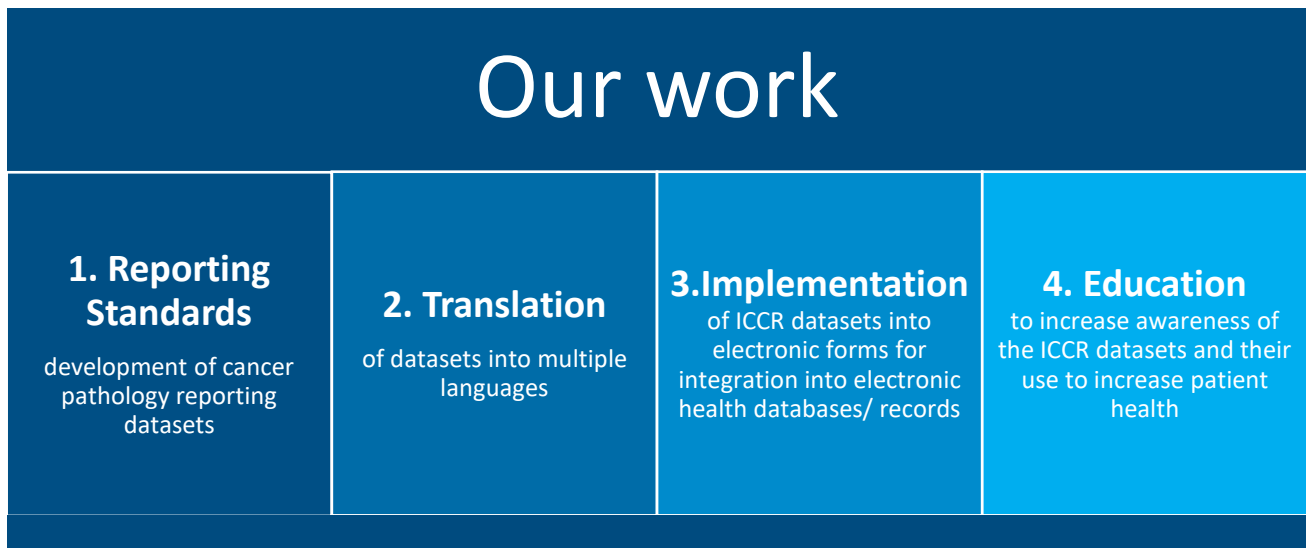 Our work
1. Reporting
Standards
development of cancer
pathology reporting
datasets
2. Translation
of datasets into multiple
languages
3.Implementation
of ICCR datasets into
electronic forms for
integration into electronic
health databases/ records
4. Education
to increase awareness of
the ICCR datasets and their
use to increase patient
health